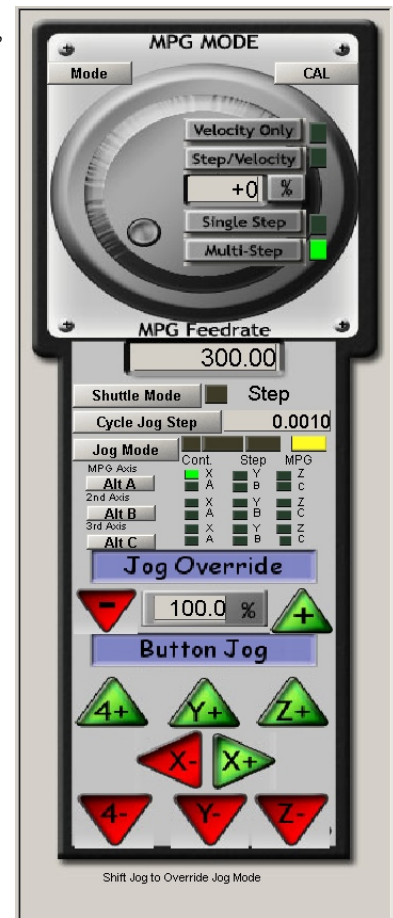 MPG MODE
Mode CAL
Velocity Only
Step/Velocity
+0 %
Single Step
Multi-Step
MPG Feedrate
300.00
Shuttle Mode Step
Cycle Jog Step 0.0010
Jog Mode
Cont. Step MPG
MPG Axis X Y Z
Alt A A B C
2nd Axis X Y Z
Alt B A B C
3rd Axis X Y Z
Alt C A B C
Jog Override
- 100.0 % +
Button Jog
4+ Y+ Z+
X- X+
4- Y- Z-
Shift Jog to Override Jog Mode